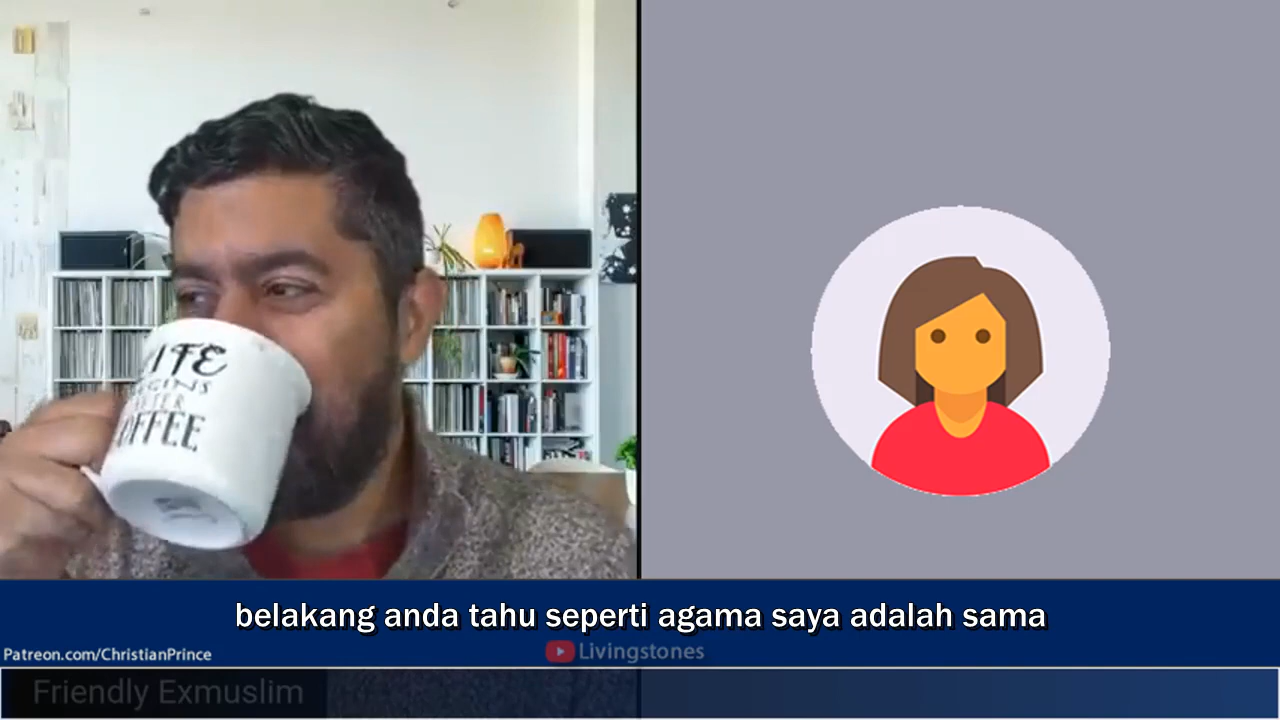 LIFE
BEGINS
AFTER
COFFEE
belakang anda tahu seperti agama saya adalah sama
Patreon.com/ChristianPrince
Livingstones
Friendly Exmuslim